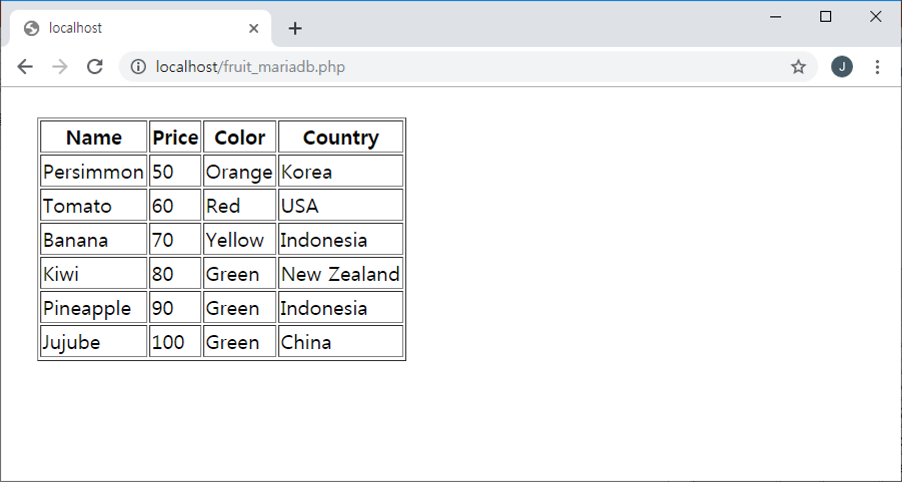 localhost
localhost/fruit_mariadb.php
J
Name Price Color Country
Persimmon 50 Orange Korea
Tomato 60 Red USA
Banana 70 Yellow Indonesia
Kiwi 80 Green New Zealand
Pineapple 90 Green Indonesia
Jujube 100 Green China